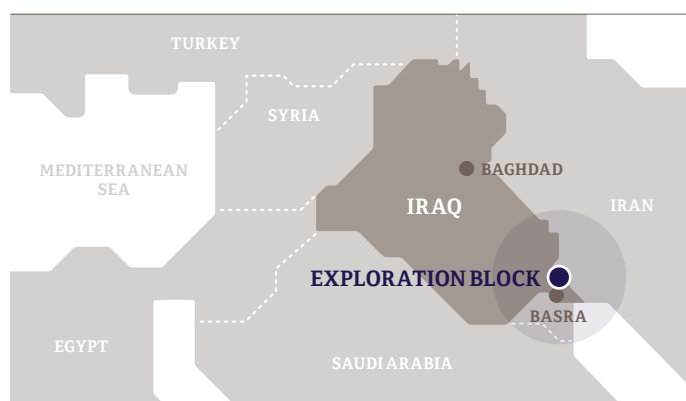 TURKEY
SYRIA
MEDITERRANEAN
SEA
BAGHDAD
IRAQ
IRAN
EXPLORATION BLOCK
BASRA
EGYPT
SAUDI ARABIA